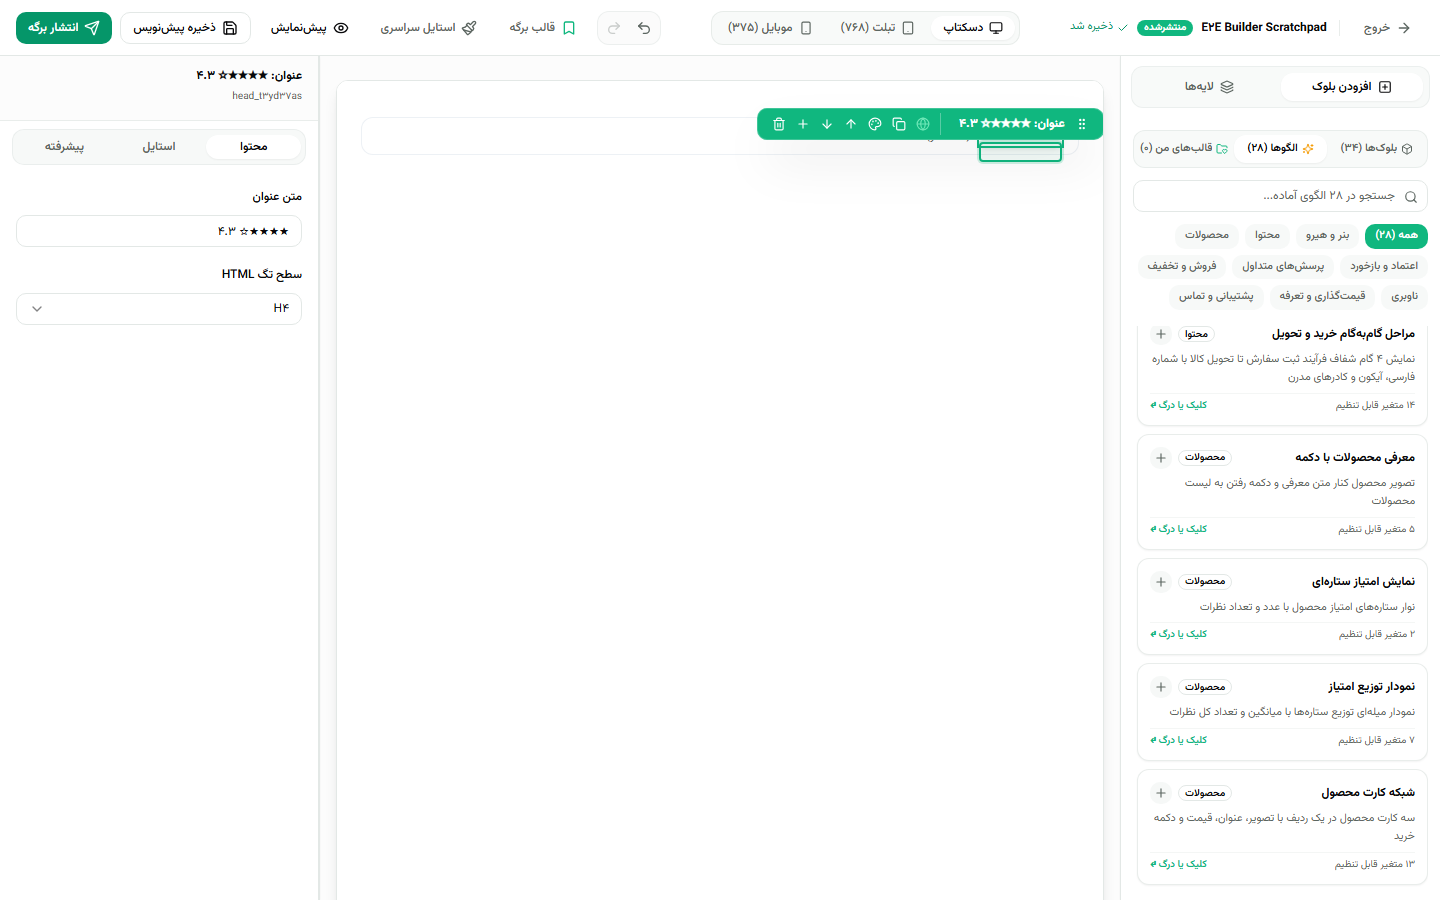 خروج
E۲E Builder Scratchpad
منتشرشده
ذخیره شد
دسکتاپ
تبلت (۷۶۸)
موبایل (۳۷۵)
قالب برگه
استایل سراسری
پیش‌نمایش
ذخیره پیش‌نویس
انتشار برگه
افزودن بلوک
لایه‌ها
بلوک‌ها (۳۴)
الگوها (۲۸)
قالب‌های من (۰)
جستجو در ۲۸ الگوی آماده...
همه (۲۸)
بنر و هیرو
محتوا
محصولات
اعتماد و بازخورد
پرسش‌های متداول
فروش و تخفیف
ناوبری
قیمت‌گذاری و تعرفه
پشتیبانی و تماس
مراحل گام‌به‌گام خرید و تحویل
محتوا
نمایش ۴ گام شفاف فرآیند ثبت سفارش تا تحویل کالا با شماره
فارسی، آیکون و کادرهای مدرن
۱۴ متغیر قابل تنظیم
کلیک یا درگ
معرفی محصولات با دکمه
محصولات
تصویر محصول کنار متن معرفی و دکمه رفتن به لیست
محصولات
۵ متغیر قابل تنظیم
کلیک یا درگ
نمایش امتیاز ستاره‌ای
محصولات
نوار ستاره‌های امتیاز محصول با عدد و تعداد نظرات
۲ متغیر قابل تنظیم
کلیک یا درگ
نمودار توزیع امتیاز
محصولات
نمودار میله‌ای توزیع ستاره‌ها با میانگین و تعداد کل نظرات
۷ متغیر قابل تنظیم
کلیک یا درگ
شبکه کارت محصول
محصولات
سه کارت محصول در یک ردیف با تصویر، عنوان، قیمت و دکمه
خرید
۱۳ متغیر قابل تنظیم
کلیک یا درگ
عنوان: ★★★★☆ ۴.۳
عنوان: ★★★★☆ ۴.۳
head_t۳yd۳۷as
محتوا
استایل
پیشرفته
متن عنوان
★★★★☆ ۴.۳
سطح تگ HTML
H۴